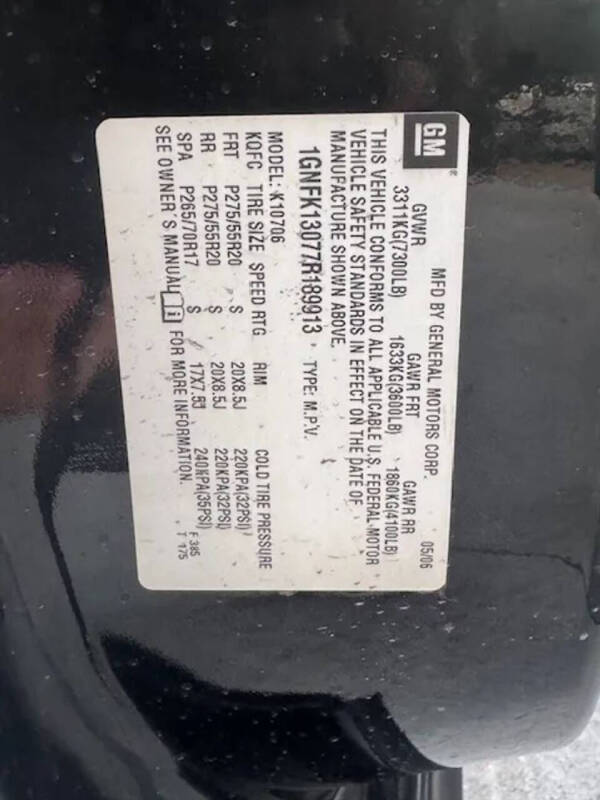 GM
MFD BY GENERAL MOTORS CORP. 05/06
GVWR GAWR FRT GAWR RR
3311KG(7300LB) 1633KG(3600LB) 1860KG(4100LB)
THIS VEHICLE CONFORMS TO ALL APPLICABLE U.S. FEDERAL MOTOR
VEHICLE SAFETY STANDARDS IN EFFECT ON THE DATE OF
MANUFACTURE SHOWN ABOVE.
1GNFK13077R189913 TYPE: M.P.V.
MODEL: K10706
KQFC TIRE SIZE SPEED RTG RIM COLD TIRE PRESSURE
FRT P275/55R20 S 20X8.5J 220KPA(32PSI)
RR P275/55R20 S 20X8.5J 220KPA(32PSI)
SPA P265/70R17 S 17X7.5J 240KPA(35PSI)
SEE OWNER'S MANUAL i FOR MORE INFORMATION.
F 385
T 175